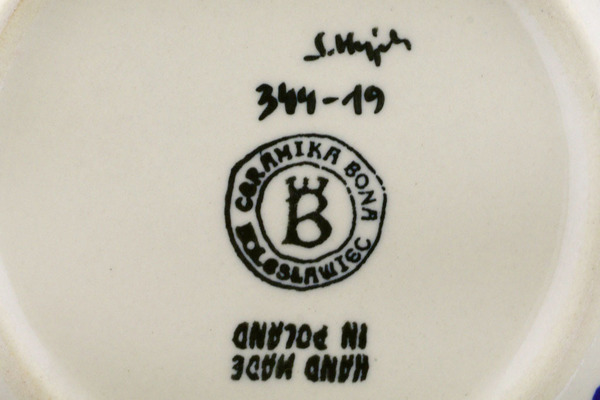 344-19
CERAMIKA BONA
BOLESŁAWIEC
B
HAND MADE
IN POLAND